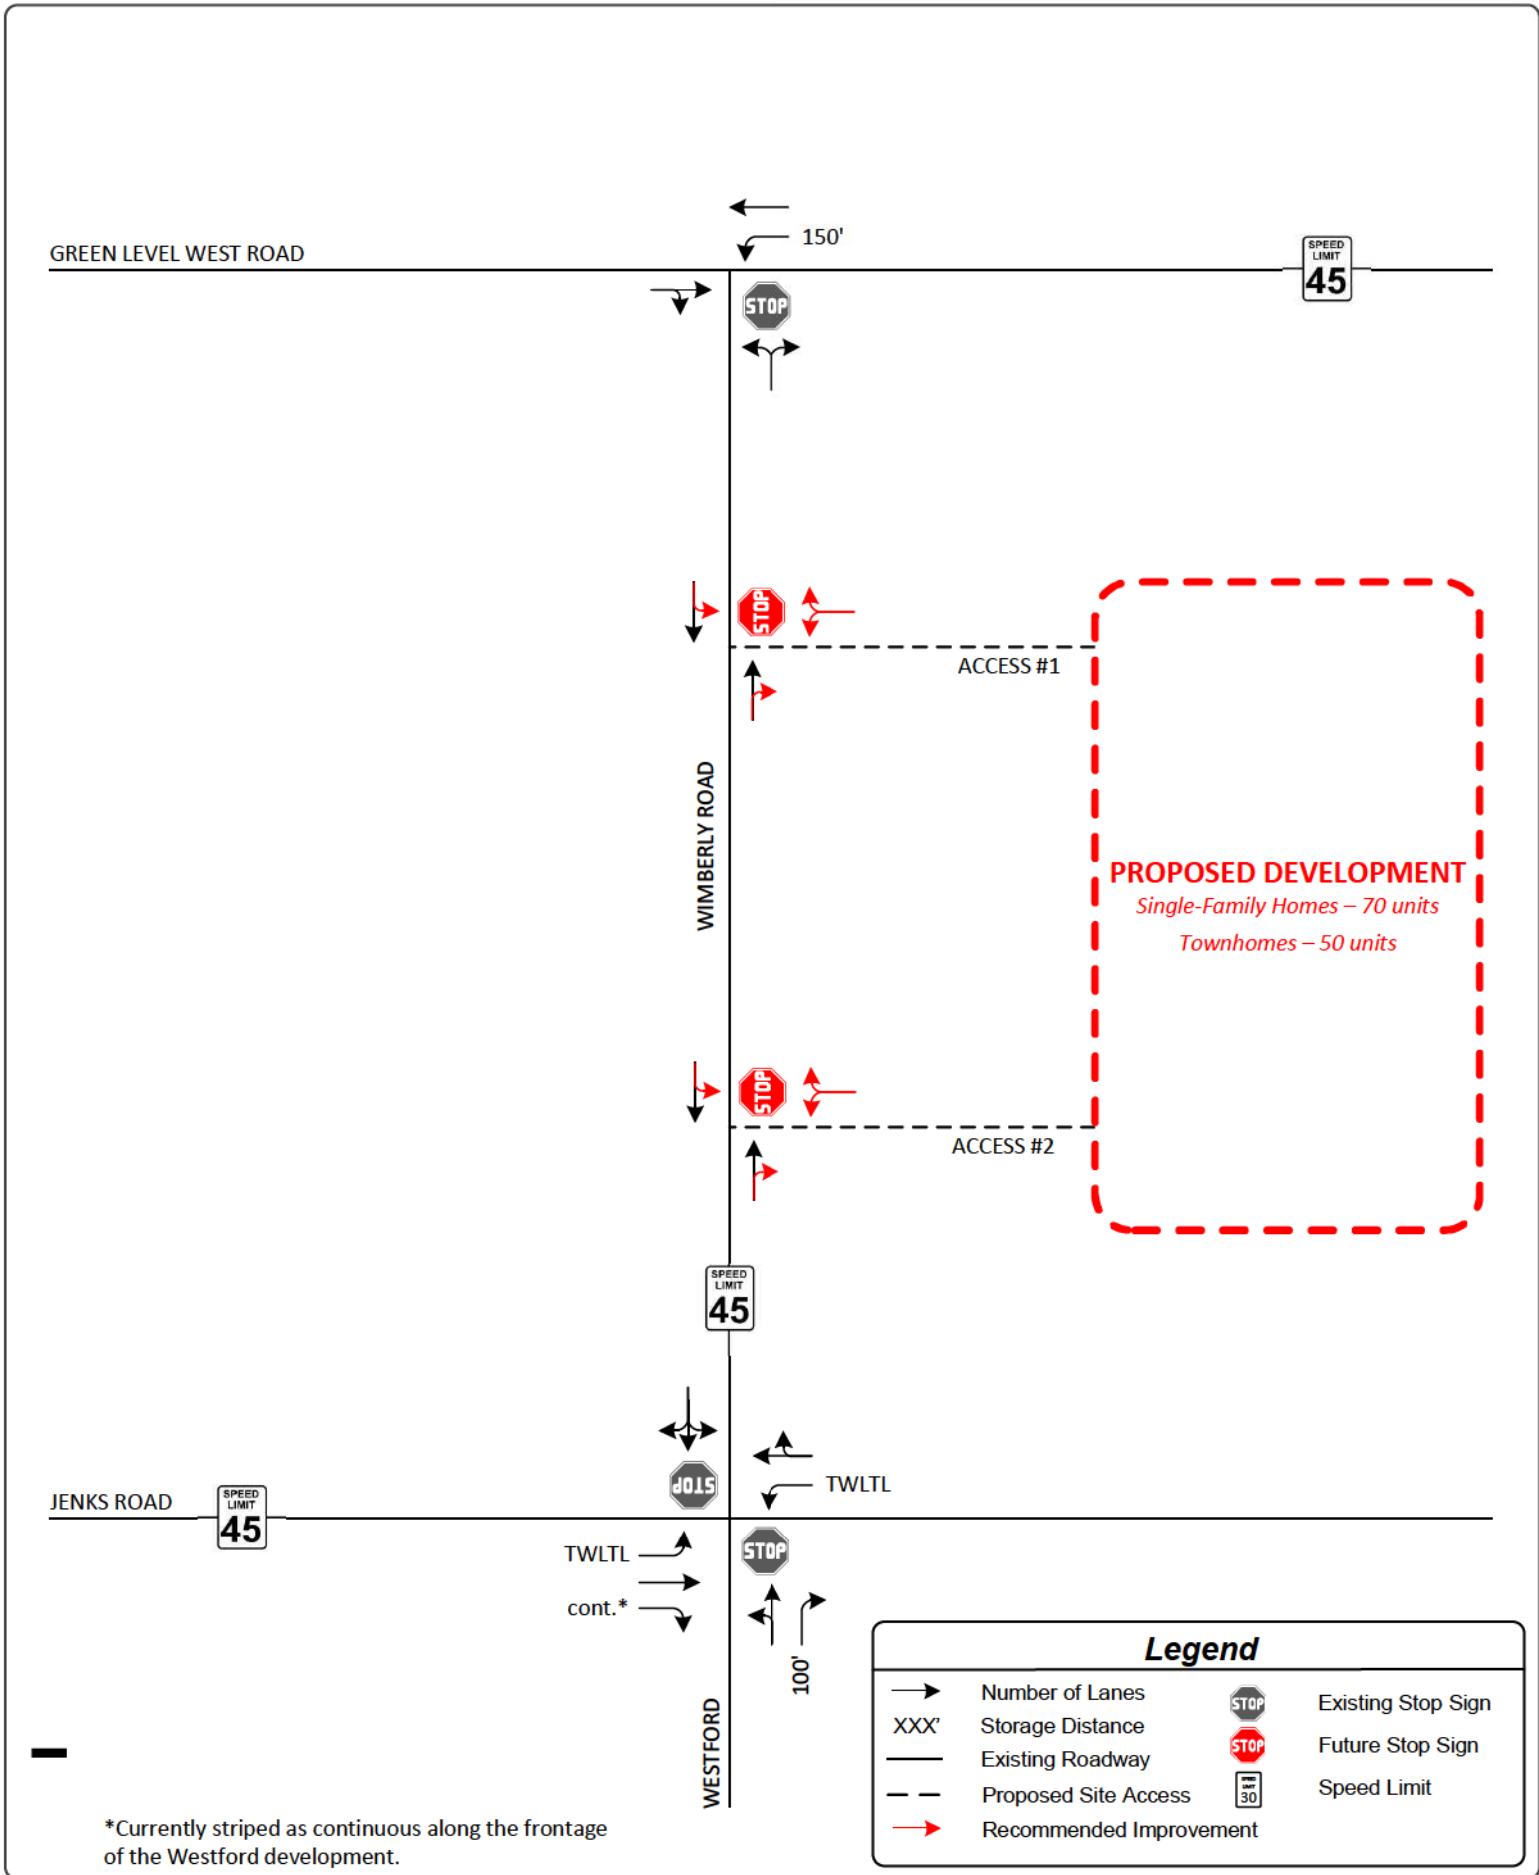 150'
GREEN LEVEL WEST ROAD
SPEED
LIMIT
45
STOP
STOP
ACCESS #1
WIMBERLY ROAD
PROPOSED DEVELOPMENT
Single-Family Homes – 70 units
Townhomes – 50 units
STOP
ACCESS #2
SPEED
LIMIT
45
STOP
TWLTL
JENKS ROAD
SPEED
LIMIT
45
STOP
TWLTL
cont.*
100'
WESTFORD
Legend
Number of Lanes
XXX' Storage Distance
Existing Roadway
Proposed Site Access
Recommended Improvement
STOP Existing Stop Sign
STOP Future Stop Sign
SPEED
LIMIT
30
Speed Limit
*Currently striped as continuous along the frontage
of the Westford development.